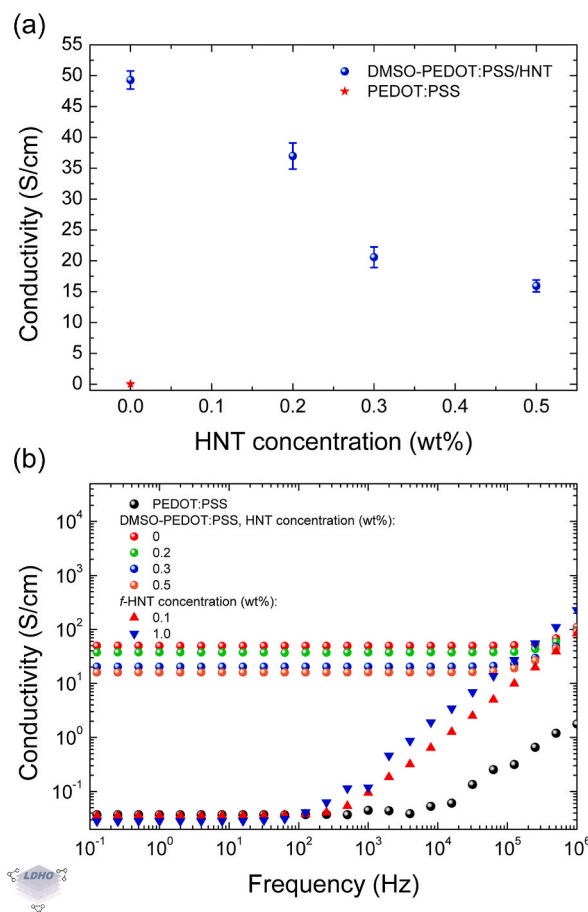 (a)
55
50
45
40
35
30
25
20
15
10
5
0
Conductivity (S/cm)
DMSO-PEDOT:PSS/HNT
PEDOT:PSS
0.0 0.1 0.2 0.3 0.4 0.5
HNT concentration (wt%)
(b)
10⁴
10³
10²
10¹
10⁰
10⁻¹
Conductivity (S/cm)
PEDOT:PSS
DMSO-PEDOT:PSS, HNT concentration (wt%):
0
0.2
0.3
0.5
f-HNT concentration (wt%):
0.1
1.0
10⁻¹ 10⁰ 10¹ 10² 10³ 10⁴ 10⁵ 10⁶
Frequency (Hz)
LDHO